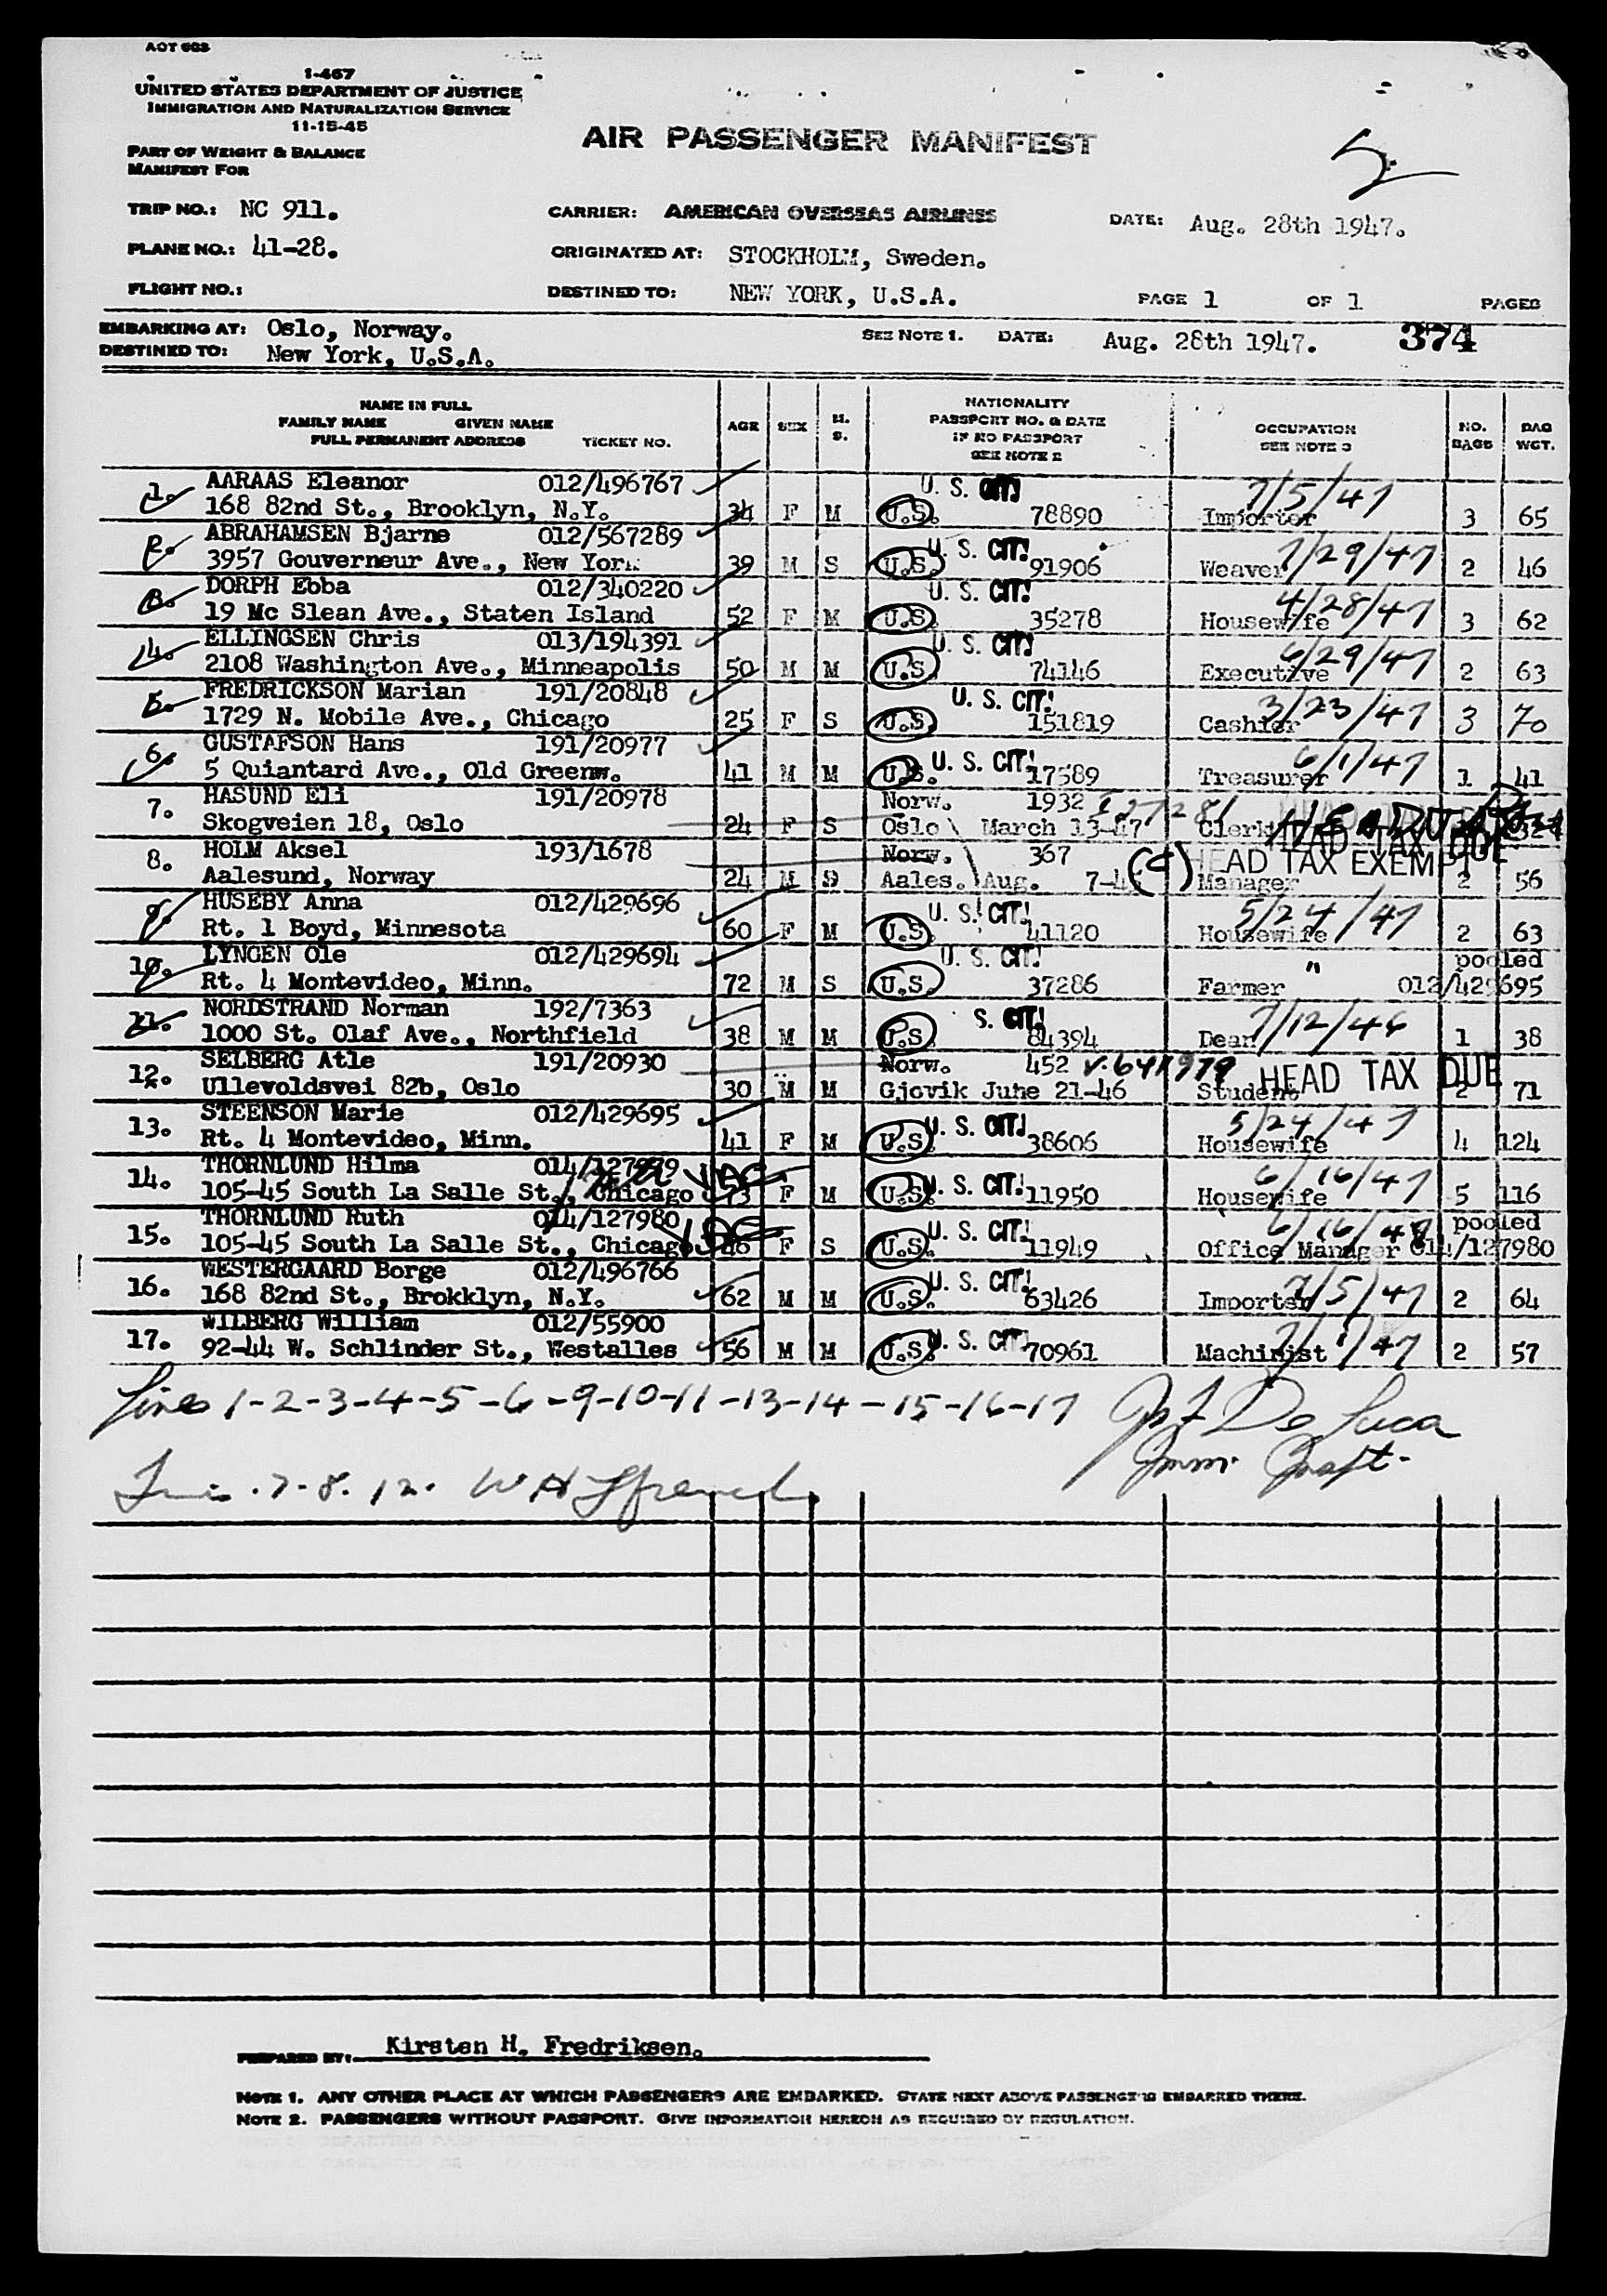 AOT 603
1-467
UNITED STATES DEPARTMENT OF JUSTICE
IMMIGRATION AND NATURALIZATION SERVICE
11-15-45
AIR PASSENGER MANIFEST
PART OF WEIGHT & BALANCE
MANIFEST FOR
TRIP NO.: NC 911. CARRIER: AMERICAN OVERSEAS AIRLINES DATE: Aug. 28th 1947.
PLANE NO.: 41-28. ORIGINATED AT: STOCKHOLM, Sweden.
FLIGHT NO.: DESTINED TO: NEW YORK, U.S.A. PAGE 1 OF 1 PAGES
EMBARKING AT: Oslo, Norway. SEE NOTE 1. DATE: Aug. 28th 1947. 374
DESTINED TO: New York, U.S.A.
NAME IN FULL
FAMILY NAME GIVEN NAME
FULL PERMANENT ADDRESS TICKET NO. AGE SEX M. S. NATIONALITY PASSPORT NO. & DATE IF NO PASSPORT SEE NOTE 2 OCCUPATION SEE NOTE 3 NO. BAGS BAG WGT.
1. AARAAS Eleanor 012/496767 U. S. CIT! 7/5/47
168 82nd St., Brooklyn, N.Y. 34 F M U.S. 78890 Importer 3 65
2. ABRAHAMSEN Bjarne 012/567289 U. S. CIT! 7/29/47
3957 Gouverneur Ave., New York 39 M S U.S. 91906 Weaver 2 46
3. DORPH Ebba 012/340220 U. S. CIT! 4/28/47
19 Mc Slean Ave., Staten Island 52 F M U.S. 35278 Housewife 3 62
4. ELLINGSEN Chris 013/194391 U. S. CIT! 6/29/47
2108 Washington Ave., Minneapolis 50 M M U.S. 74146 Executive 2 63
5. FREDRICKSON Marian 191/20848 U. S. CIT! 3/23/47
1729 N. Mobile Ave., Chicago 25 F S U.S. 151819 Cashier 3 70
6. GUSTAFSON Hans 191/20977 U. S. CIT! 6/1/47
5 Quiantard Ave., Old Greenw. 41 M M U.S. 17589 Treasurer 1 41
7. HASUND Eli 191/20978 Norw. 1932
Skogveien 18, Oslo 24 F S Oslo March 13-47 Clerk HEAD TAX DUE
8. HOLM Aksel 193/1678 Norw. 367 HEAD TAX EXEMPT
Aalesund, Norway 24 M S Aales. Aug. Manager 2 56
9. HUSEBY Anna 012/429696 U. S. CIT! 5/24/47
Rt. 1 Boyd, Minnesota 60 F M U.S. 41120 Housewife 2 63
10. LYNGEN Ole 012/429694 U. S. CIT! " pooled
Rt. 4 Montevideo, Minn. 72 M S U.S. 37286 Farmer 012/429695
11. NORDSTRAND Norman 192/7363 S. CIT! 7/12/46
1000 St. Olaf Ave., Northfield 38 M M U.S. 84394 Dean 1 38
12. SELBERG Atle 191/20930 Norw. 452 HEAD TAX DUE
Ullevoldsvei 82b, Oslo 30 M M Gjovik June 21-46 Student 2 71
13. STEENSON Marie 012/429695 U. S. CIT! 5/24/47
Rt. 4 Montevideo, Minn. 41 F M U.S. 38606 Housewife 4 124
14. THORNLUND Hilma 014/127979 U. S. CIT! 6/16/47
105-45 South La Salle St., Chicago 73 F M U.S. 11950 Housewife 5 116
15. THORNLUND Ruth 014/127980 U. S. CIT! 6/16/47 pooled
105-45 South La Salle St., Chicago 46 F S U.S. 11949 Office Manager 014/127980
16. WESTERGAARD Borge 012/496766 U. S. CIT! 7/5/47
168 82nd St., Brokklyn, N.Y. 62 M M U.S. 63426 Importer 2 64
17. WILBERG William 012/55900 U. S. CIT! 7/1/47
92-44 W. Schlinder St., Westalles 56 M M U.S. 70961 Machinist 2 57
Lines 1-2-3-4-5-6-9-10-11-13-14-15-16-17 De Luca
Imm. Inspt.
7-8-12. W H
PREPARED BY: Kirsten H. Fredriksen.
NOTE 1. ANY OTHER PLACE AT WHICH PASSENGERS ARE EMBARKED. STATE NEXT ABOVE PASSENGERS EMBARKED THERE.
NOTE 2. PASSENGERS WITHOUT PASSPORT. GIVE INFORMATION HEREON AS REQUIRED BY REGULATION.